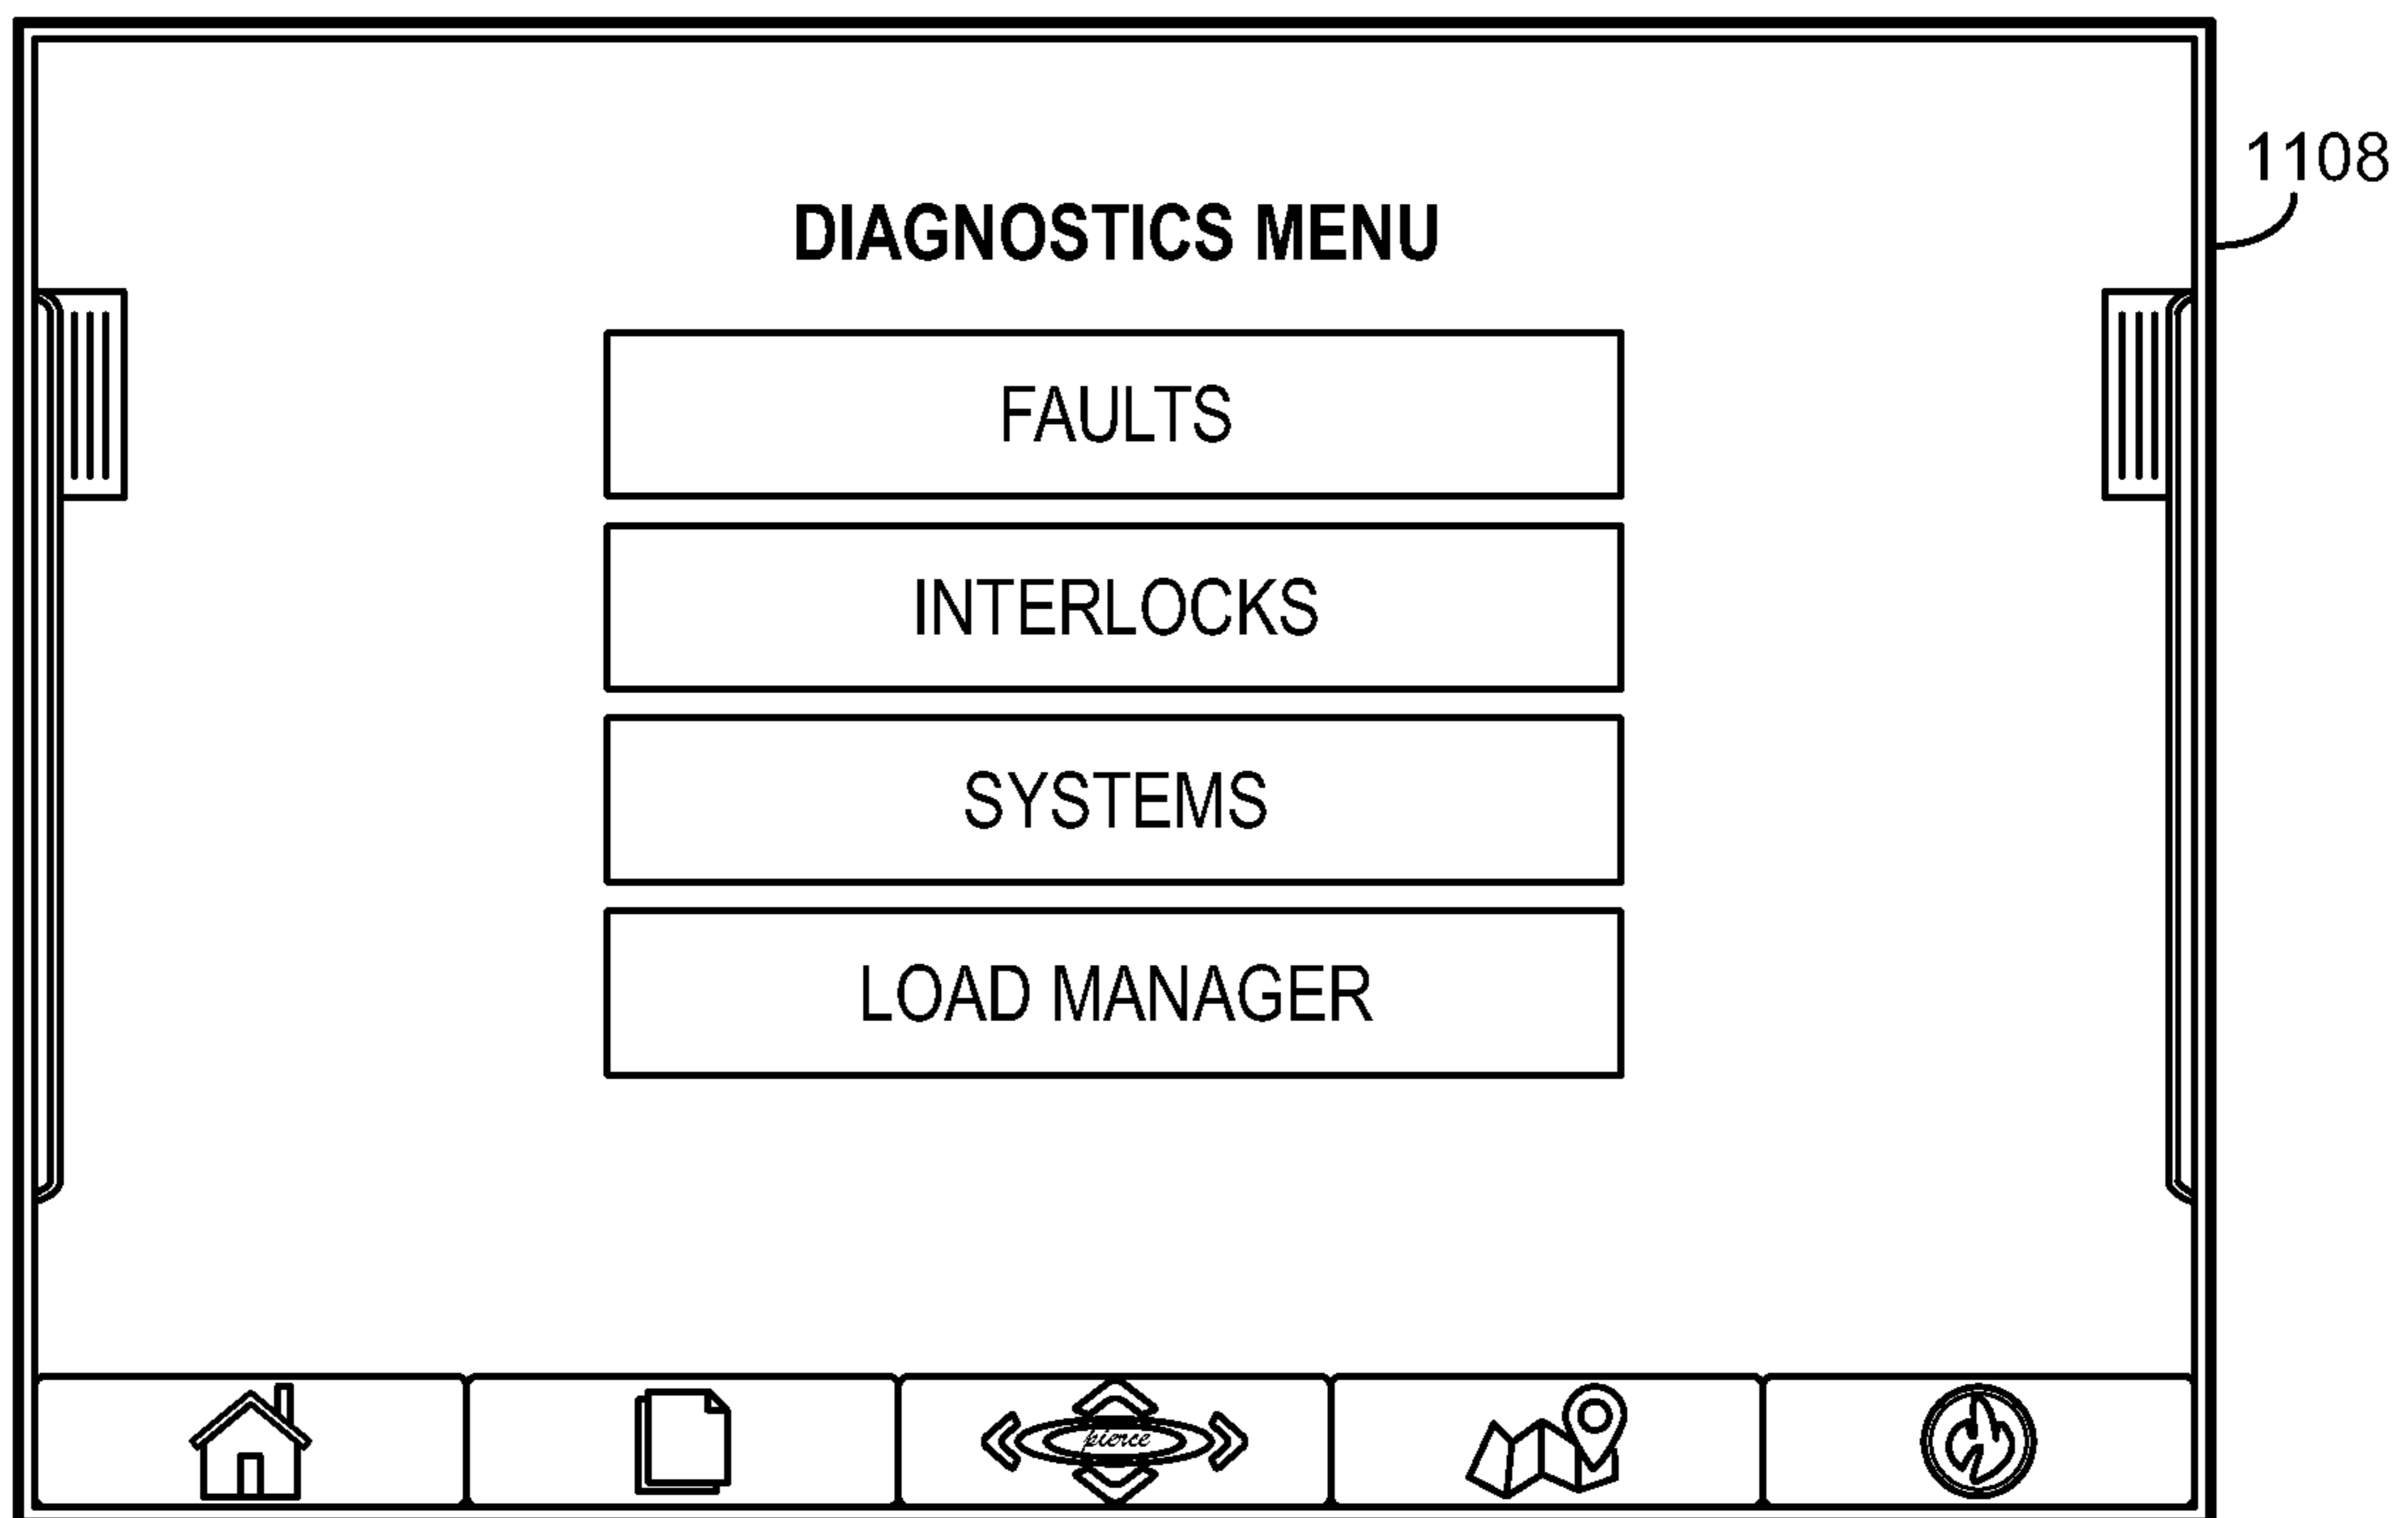 1108
DIAGNOSTICS MENU
FAULTS
INTERLOCKS
SYSTEMS
LOAD MANAGER
pierce